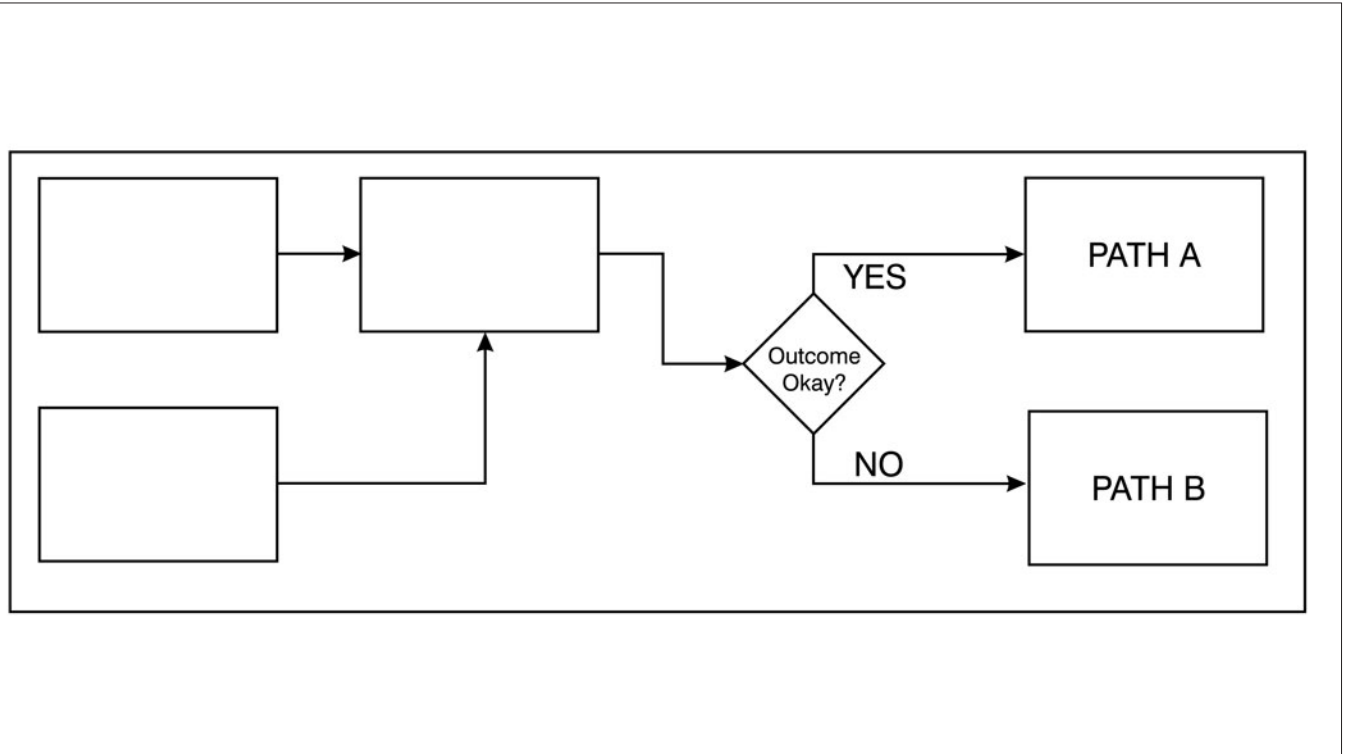 YES
PATH A
Outcome
Okay?
NO
PATH B